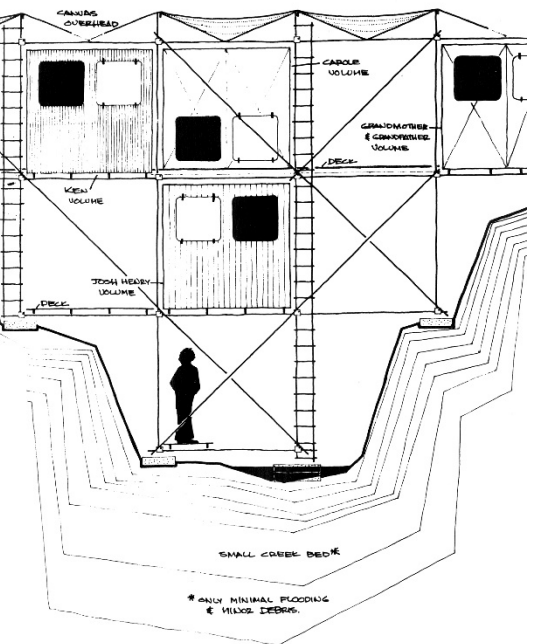 CANVAS
OVERHEAD
CAROLE
VOLUME
GRANDMOTHER
& GRANDFATHER
VOLUME
DECK
KEN
VOLUME
JOSH HENRY
VOLUME
DECK
SMALL CREEK BED*
* ONLY MINIMAL FLOODING
& MINOR DEBRIS.